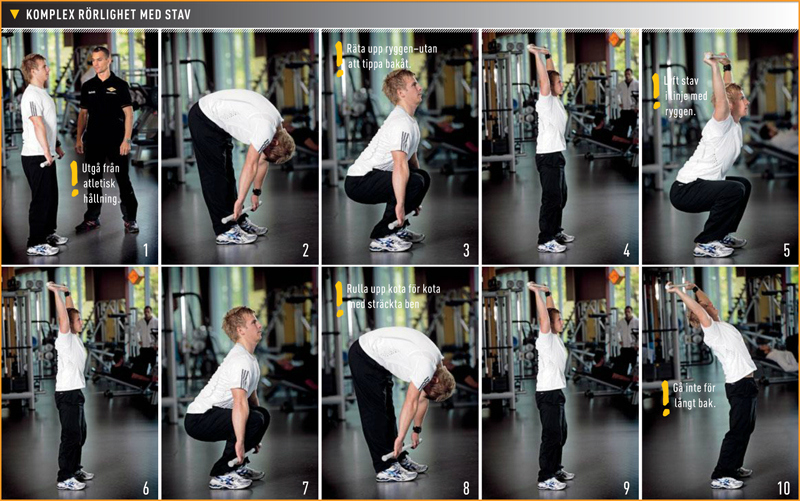 KOMPLEX RÖRLIGHET MED STAV
! Utgå från
atletisk
hållning.
1
2
! Räta upp ryggen–utan
att tippa bakåt.
3
4
! Lyft stav
i linje med
ryggen.
5
6
7
! Rulla upp kota för kota
med sträckta ben
8
9
! Gå inte för
långt bak.
10